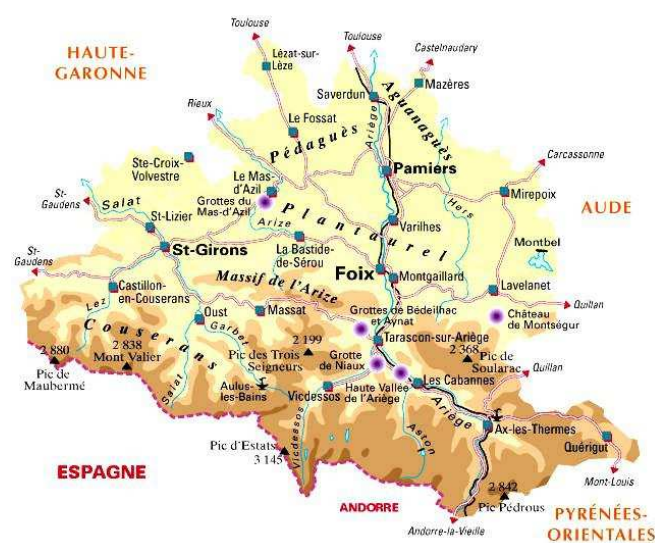 Toulouse
Toulouse
Castelnaudary
HAUTE-
GARONNE
Lézat-sur-
Lèze
Mazères
Saverdun
Aguanaguès
Rieux
Ariège
Le Fossat
Pédaguès
Ste-Croix-
Volvestre
Pamiers
Carcassonne
Le Mas-
d'Azil
Mirepoix
St-
Gaudens
Salat
Grottes du
Mas-d'Azil
Hers
AUDE
St-Lizier
Arize
Plantaurel
Varilhes
St-Girons
La Bastide-
de-Sérou
Montbel
St-
Gaudens
Foix
Montgaillard
Massif de l'Arize
Castillon-
en-Couserans
Lavelanet
Quillan
Lez
Oust
Massat
Grottes de Bédeilhac
et Aynat
Château
de Montségur
Couserans
Garbet
Tarascon-sur-Ariège
2 199
Pic des Trois
Seigneurs
2 880
Pic de
Maubermé
2 838
Mont Valier
Grotte
de Niaux
2 368
Pic de
Soularac
Quillan
Salat
Aulus-
les-Bains
Vicdessos
Haute Vallée
de l'Ariège
Les Cabannes
Ariège
Ax-les-Thermes
Vicdessos
Aston
Quérigut
Pic d'Estats
3 145
ESPAGNE
Mont-Louis
2 842
Pic Pédrous
ANDORRE
Andorre-la-Vieille
PYRÉNÉES-
ORIENTALES